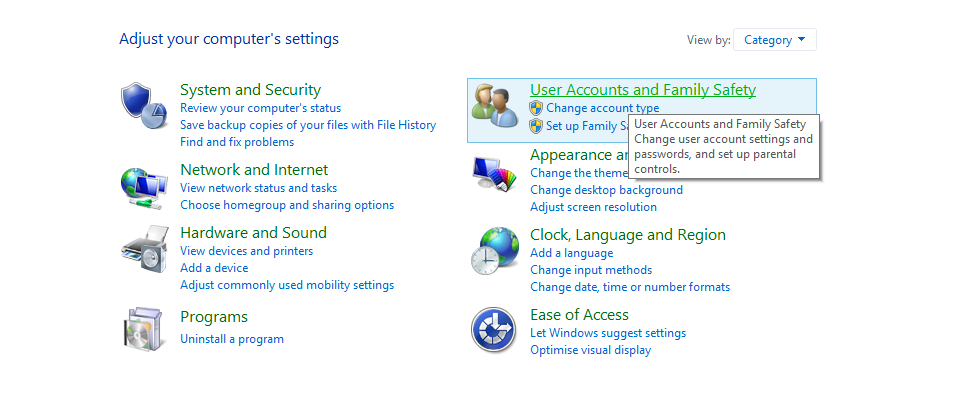 Adjust your computer's settings
View by: Category
System and Security
Review your computer's status
Save backup copies of your files with File History
Find and fix problems
Network and Internet
View network status and tasks
Choose homegroup and sharing options
Hardware and Sound
View devices and printers
Add a device
Adjust commonly used mobility settings
Programs
Uninstall a program
User Accounts and Family Safety
Change account type
Set up Family
User Accounts and Family Safety
Change user account settings and
passwords, and set up parental
controls.
Appearance
Change the theme
Change desktop background
Adjust screen resolution
Clock, Language and Region
Add a language
Change input methods
Change date, time or number formats
Ease of Access
Let Windows suggest settings
Optimise visual display